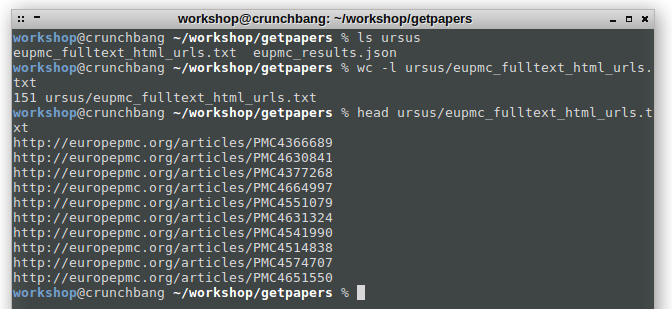 workshop@crunchbang: ~/workshop/getpapers
workshop@crunchbang ~/workshop/getpapers % ls ursus
eupmc_fulltext_html_urls.txt  eupmc_results.json
workshop@crunchbang ~/workshop/getpapers % wc -l ursus/eupmc_fulltext_html_urls.
txt
151 ursus/eupmc_fulltext_html_urls.txt
workshop@crunchbang ~/workshop/getpapers % head ursus/eupmc_fulltext_html_urls.t
xt
http://europepmc.org/articles/PMC4366689
http://europepmc.org/articles/PMC4630841
http://europepmc.org/articles/PMC4377268
http://europepmc.org/articles/PMC4664997
http://europepmc.org/articles/PMC4551079
http://europepmc.org/articles/PMC4631324
http://europepmc.org/articles/PMC4541990
http://europepmc.org/articles/PMC4514838
http://europepmc.org/articles/PMC4574707
http://europepmc.org/articles/PMC4651550
workshop@crunchbang ~/workshop/getpapers %